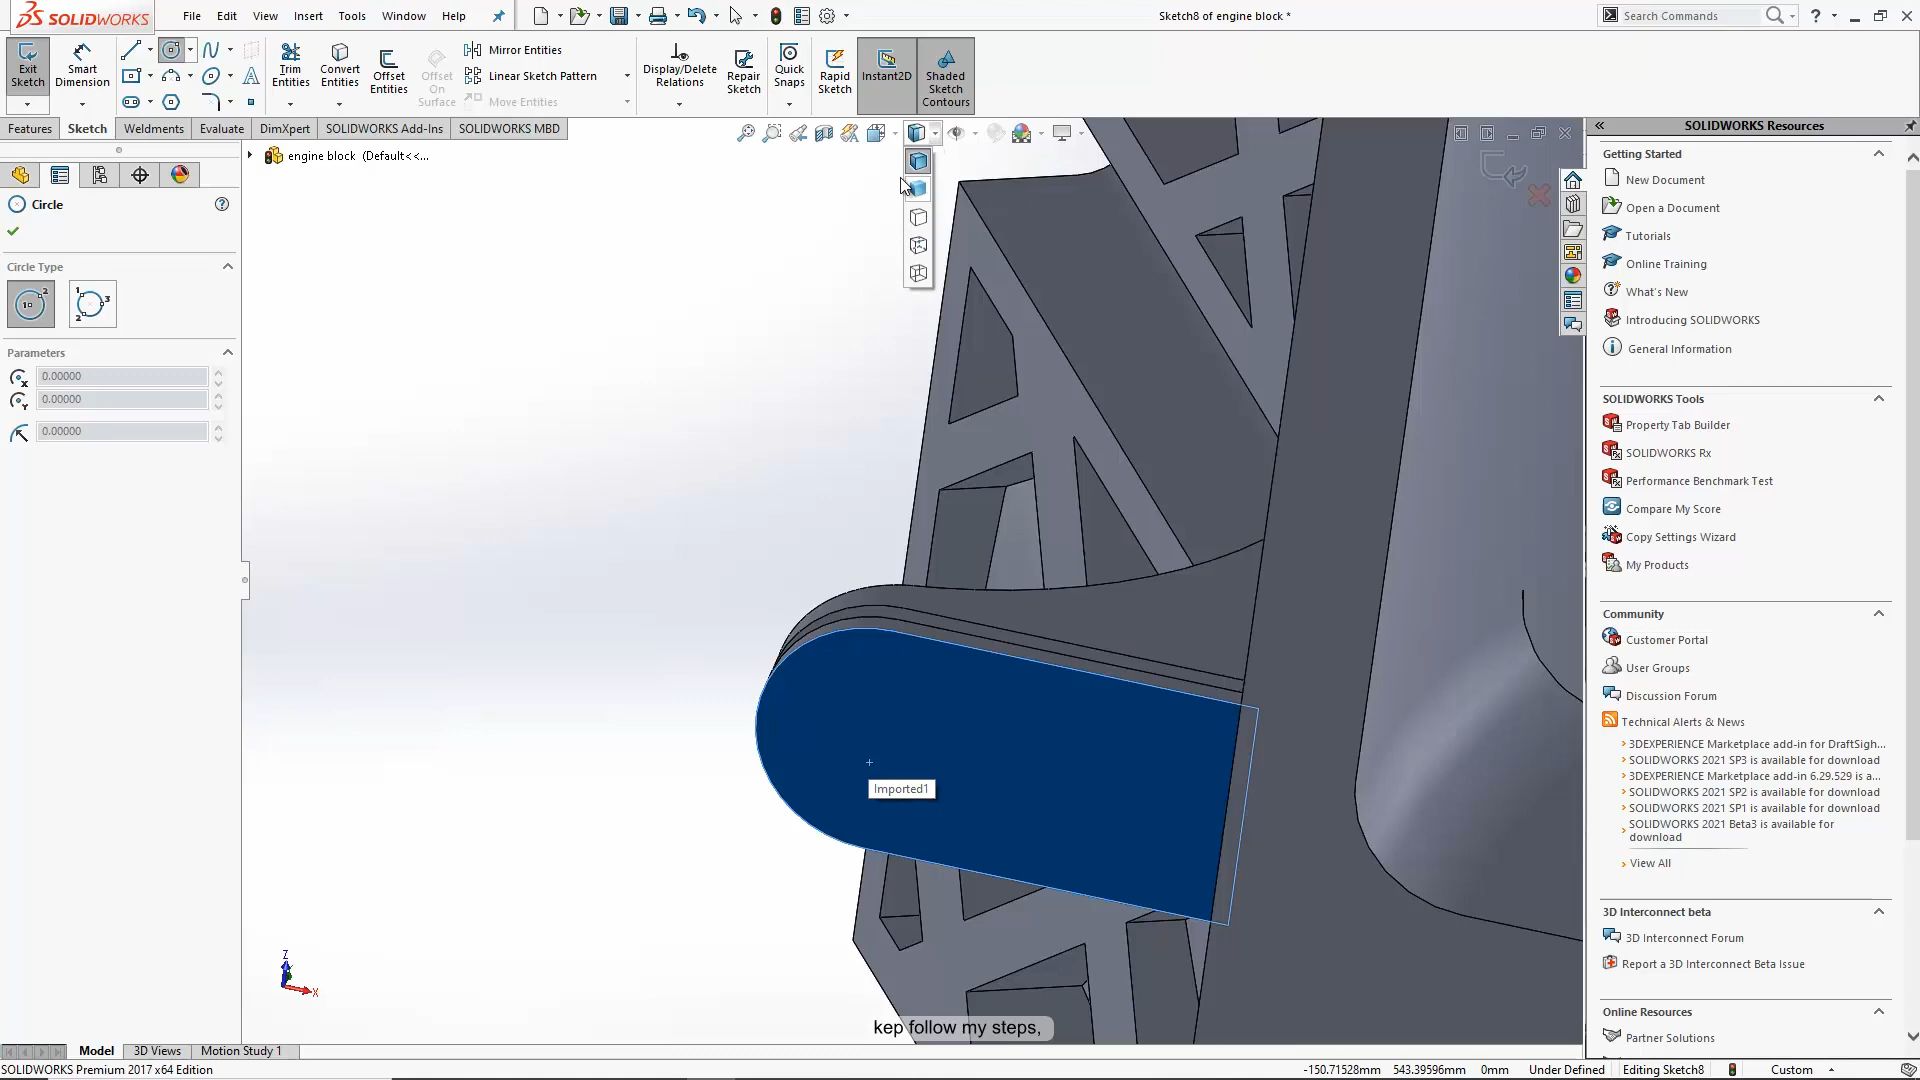 SOLIDWORKS
File Edit View Insert Tools Window Help
Sketch8 of engine block *
Search Commands
Exit Sketch
Smart Dimension
Trim Entities
Convert Entities
Offset Entities
Offset On Surface
Mirror Entities
Linear Sketch Pattern
Move Entities
Display/Delete Relations
Repair Sketch
Quick Snaps
Rapid Sketch
Instant2D
Shaded Sketch Contours
Features Sketch Weldments Evaluate DimXpert SOLIDWORKS Add-Ins SOLIDWORKS MBD
engine block (Default<<...
Circle
Circle Type
Parameters
0.00000
0.00000
0.00000
Imported1
Z
X
kep follow my steps,
SOLIDWORKS Resources
Getting Started
New Document
Open a Document
Tutorials
Online Training
What's New
Introducing SOLIDWORKS
General Information
SOLIDWORKS Tools
Property Tab Builder
SOLIDWORKS Rx
Performance Benchmark Test
Compare My Score
Copy Settings Wizard
My Products
Community
Customer Portal
User Groups
Discussion Forum
Technical Alerts & News
3DEXPERIENCE Marketplace add-in for DraftSigh...
SOLIDWORKS 2021 SP3 is available for download
3DEXPERIENCE Marketplace add-in 6.29.529 is a...
SOLIDWORKS 2021 SP2 is available for download
SOLIDWORKS 2021 SP1 is available for download
SOLIDWORKS 2021 Beta3 is available for
download
View All
3D Interconnect beta
3D Interconnect Forum
Report a 3D Interconnect Beta Issue
Online Resources
Partner Solutions
Model 3D Views Motion Study 1
SOLIDWORKS Premium 2017 x64 Edition
-150.71528mm 543.39596mm 0mm Under Defined Editing Sketch8 Custom